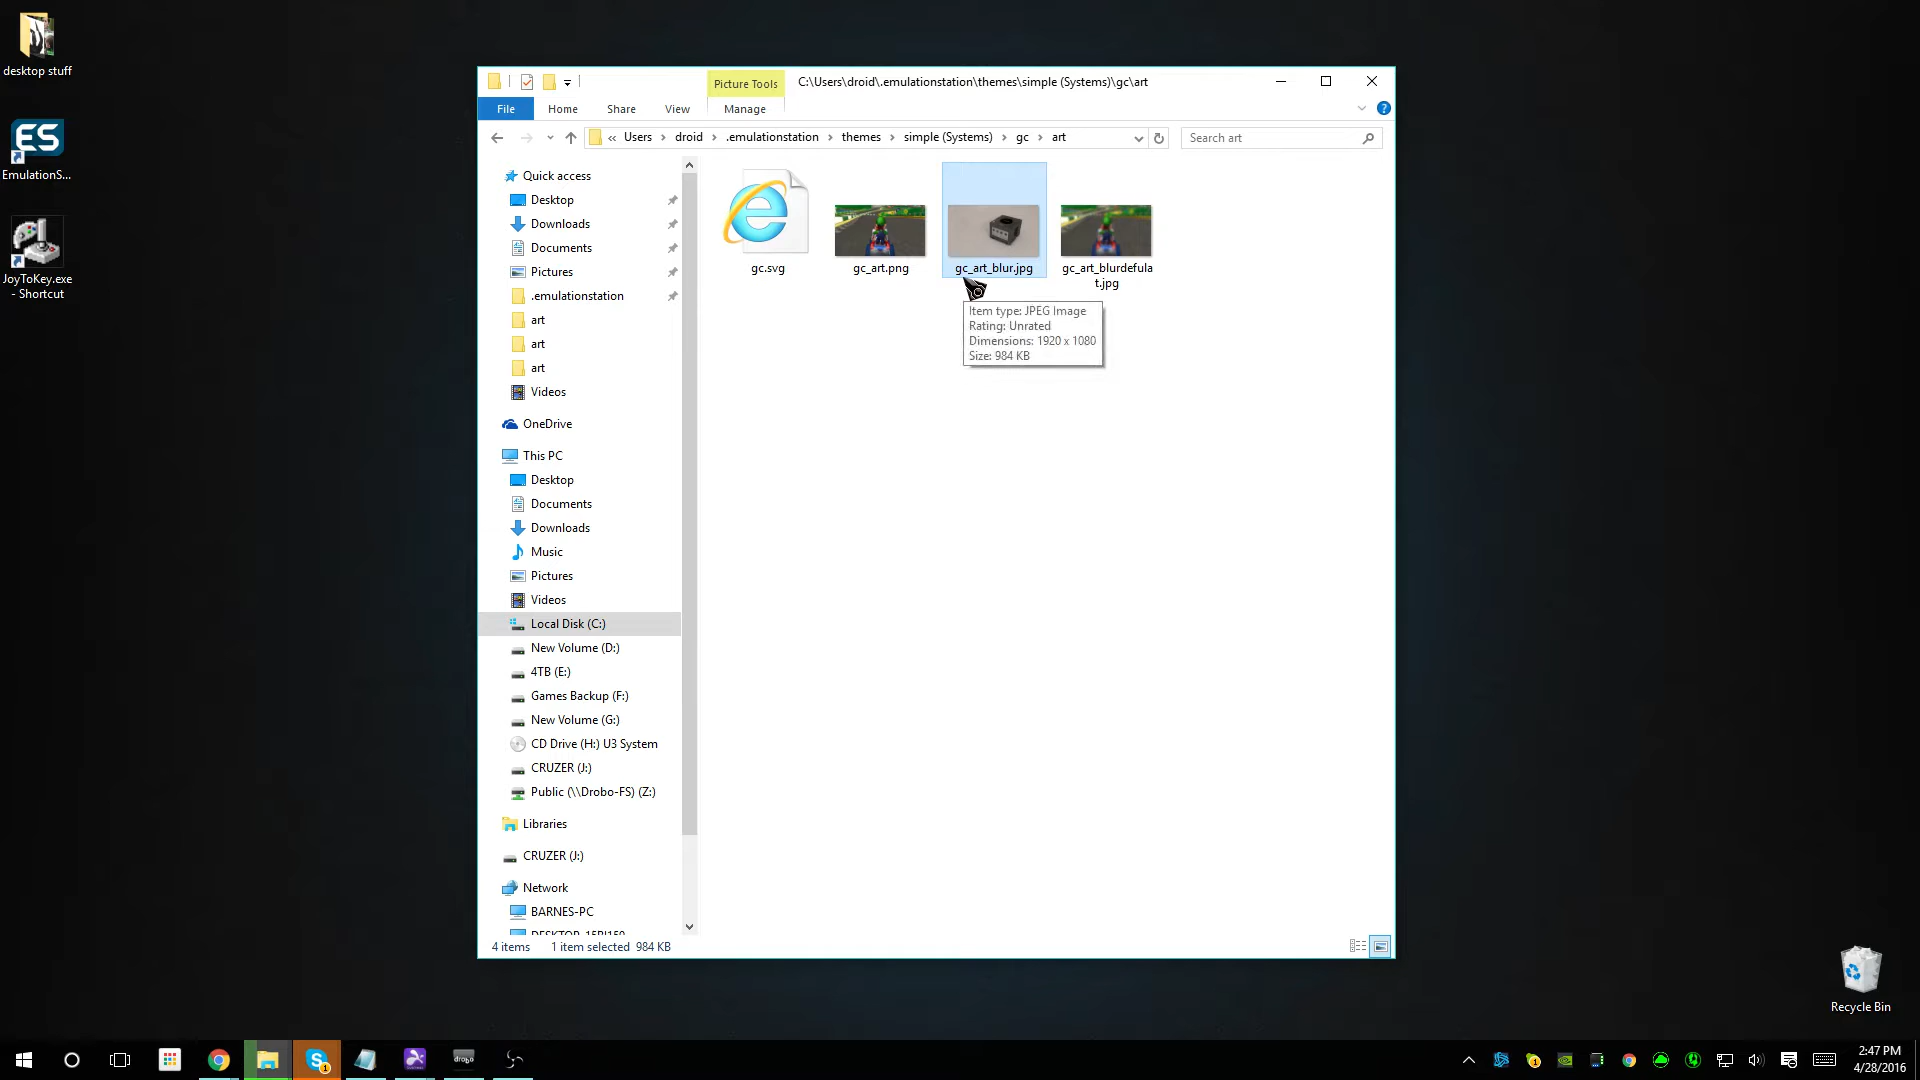 desktop stuff
ES
EmulationS...
JoyToKey.exe
- Shortcut
Picture Tools
C:\Users\droid\.emulationstation\themes\simple (Systems)\gc\art
File
Home
Share
View
Manage
« Users
droid
.emulationstation
themes
simple (Systems)
gc
art
Search art
Quick access
Desktop
Downloads
Documents
Pictures
.emulationstation
art
art
art
Videos
OneDrive
This PC
Desktop
Documents
Downloads
Music
Pictures
Videos
Local Disk (C:)
New Volume (D:)
4TB (E:)
Games Backup (F:)
New Volume (G:)
CD Drive (H:) U3 System
CRUZER (J:)
Public (\\Drobo-FS) (Z:)
Libraries
CRUZER (J:)
Network
BARNES-PC
gc.svg
gc_art.png
gc_art_blur.jpg
gc_art_blurdefula
t.jpg
Item type: JPEG Image
Rating: Unrated
Dimensions: 1920 x 1080
Size: 984 KB
4 items
1 item selected 984 KB
Recycle Bin
drobo
2:47 PM
4/28/2016